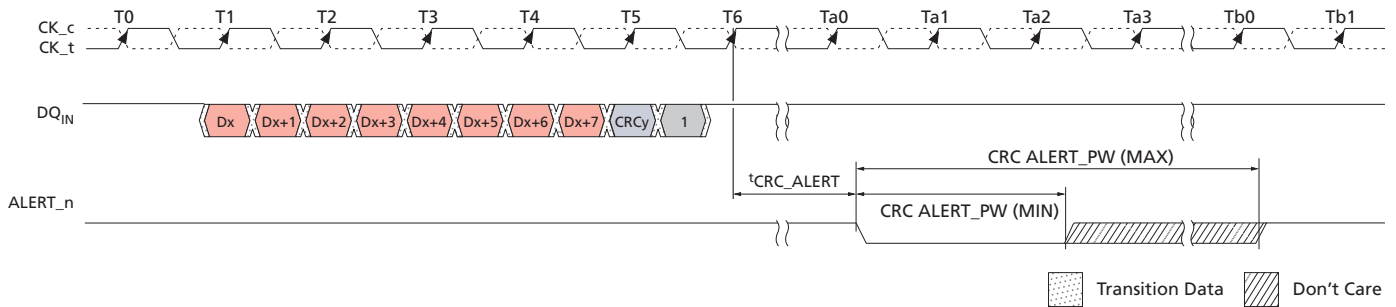 T0 T1 T2 T3 T4 T5 T6 Ta0 Ta1 Ta2 Ta3 Tb0 Tb1
CK_c
CK_t
DQIN
Dx Dx+1 Dx+2 Dx+3 Dx+4 Dx+5 Dx+6 Dx+7 CRCy 1
CRC ALERT_PW (MAX)
tCRC_ALERT
CRC ALERT_PW (MIN)
ALERT_n
Transition Data Don't Care